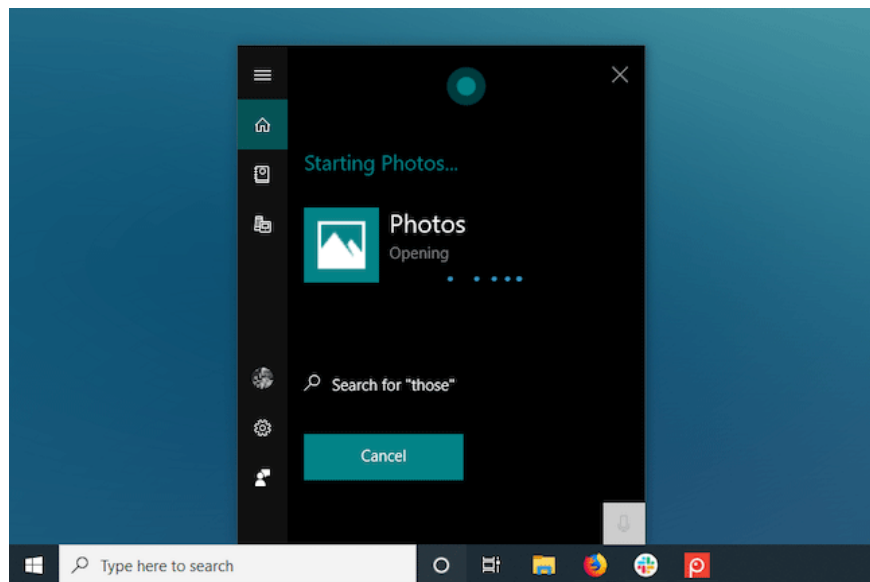 Starting Photos...
Photos
Opening
Search for "those"
Cancel
Type here to search